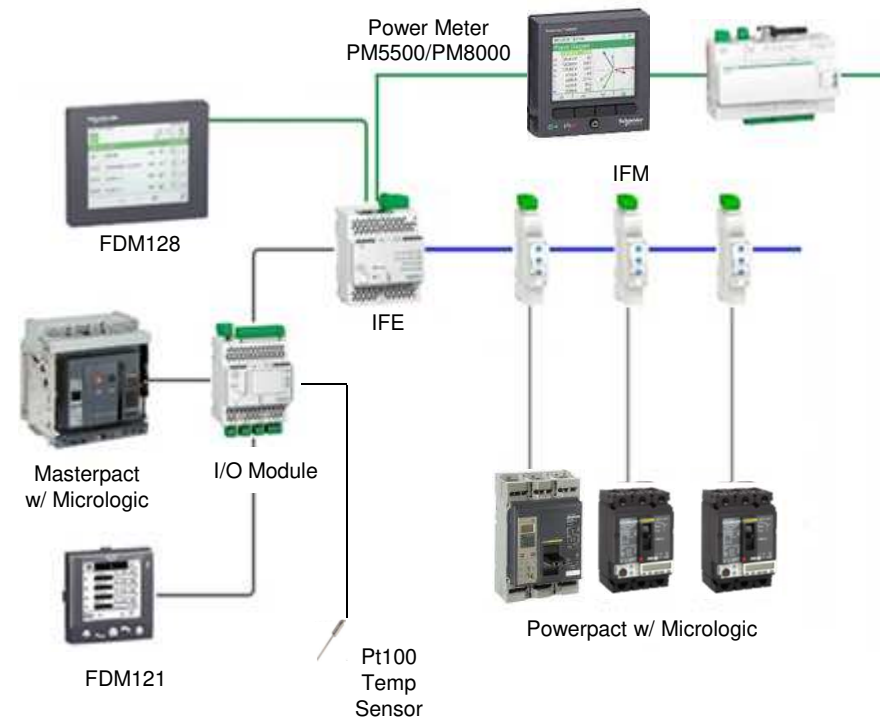 Power Meter
PM5500/PM8000
IFM
FDM128
IFE
Masterpact
w/ Micrologic
I/O Module
Powerpact w/ Micrologic
FDM121
Pt100
Temp
Sensor